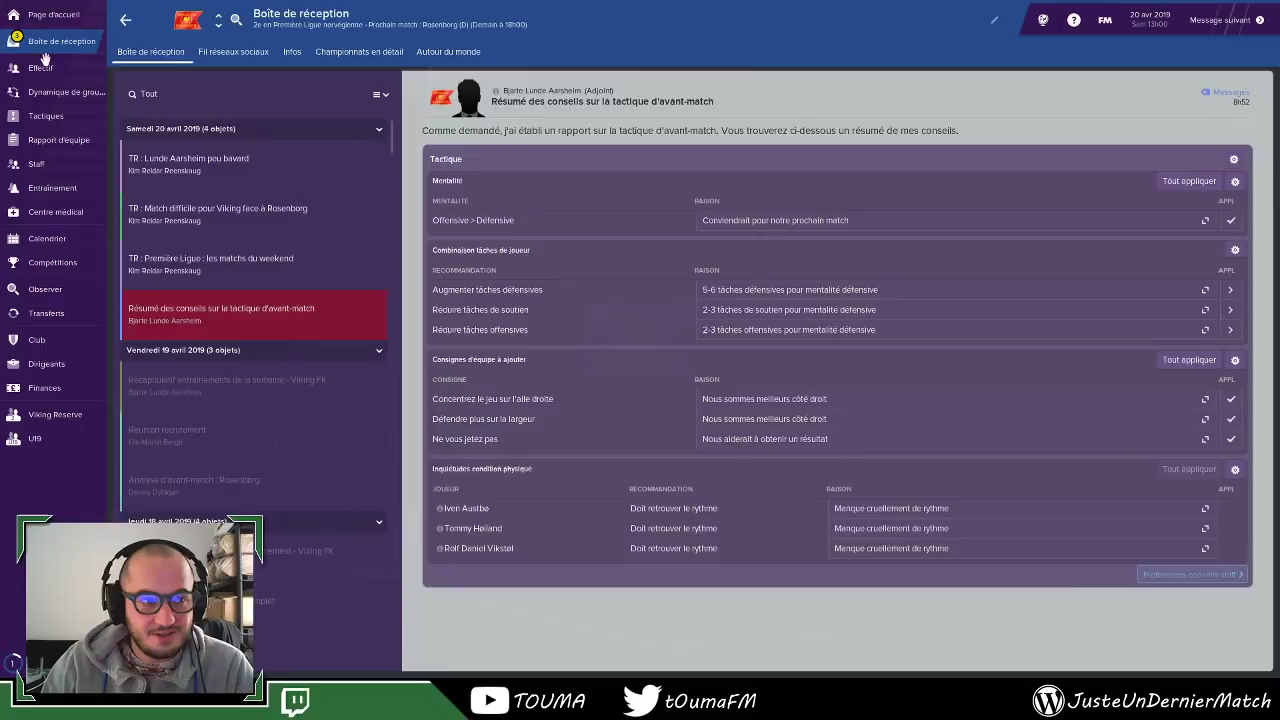 Boîte de réception
2e en Première Ligue norvégienne - Prochain match : Rosenborg (D) (Demain à 18h00)
FM
20 avr 2019
Sam 13h00
Message suivant
Page d'accueil
3
Boîte de réception
Effectif
Dynamique de grou...
Tactiques
Rapport d'équipe
Staff
Entraînement
Centre médical
Calendrier
Compétitions
Observer
Transferts
Club
Dirigeants
Finances
Viking Réserve
U19
1
Boîte de réception
Fil réseaux sociaux
Infos
Championnats en détail
Autour du monde
Tout
Samedi 20 avril 2019 (4 objets)
TR : Lunde Aarsheim peu bavard
Kim Reidar Reenskaug
TR : Match difficile pour Viking face à Rosenborg
Kim Reidar Reenskaug
TR : Première Ligue : les matchs du weekend
Kim Reidar Reenskaug
Résumé des conseils sur la tactique d'avant-match
Bjarte Lunde Aarsheim
Vendredi 19 avril 2019 (3 objets)
Récapitulatif entraînements de la semaine - Viking FK
Bjarte Lunde Aarsheim
Réunion recrutement
Ole Martin Bergh
Analyse d'avant-match : Rosenborg
Jeudi 18 avril 2019 (4 objets)
Bjarte Lunde Aarsheim (Adjoint)
Résumé des conseils sur la tactique d'avant-match
Messages
8h52
Comme demandé, j'ai établi un rapport sur la tactique d'avant-match. Vous trouverez ci-dessous un résumé de mes conseils.
Tactique
Mentalité
Tout appliquer
MENTALITÉ RAISON APPL
Offensive > Défensive Conviendrait pour notre prochain match
Combinaison tâches de joueur
RECOMMANDATION RAISON APPL
Augmenter tâches défensives 5-6 tâches défensives pour mentalité défensive
Réduire tâches de soutien 2-3 tâches de soutien pour mentalité défensive
Réduire tâches offensives 2-3 tâches offensives pour mentalité défensive
Consignes d'équipe à ajouter
Tout appliquer
CONSIGNE RAISON APPL
Concentrez le jeu sur l'aile droite Nous sommes meilleurs côté droit
Défendre plus sur la largeur Nous sommes meilleurs côté droit
Ne vous jetez pas Nous aiderait à obtenir un résultat
Inquiétudes condition physique
Tout appliquer
JOUEUR RECOMMANDATION RAISON APPL
Iven Austbø Doit retrouver le rythme Manque cruellement de rythme
Tommy Høiland Doit retrouver le rythme Manque cruellement de rythme
Rolf Daniel Vikstøl Doit retrouver le rythme Manque cruellement de rythme
Préférences conseils staff
TOUMA
tOumaFM
JusteUnDernierMatch